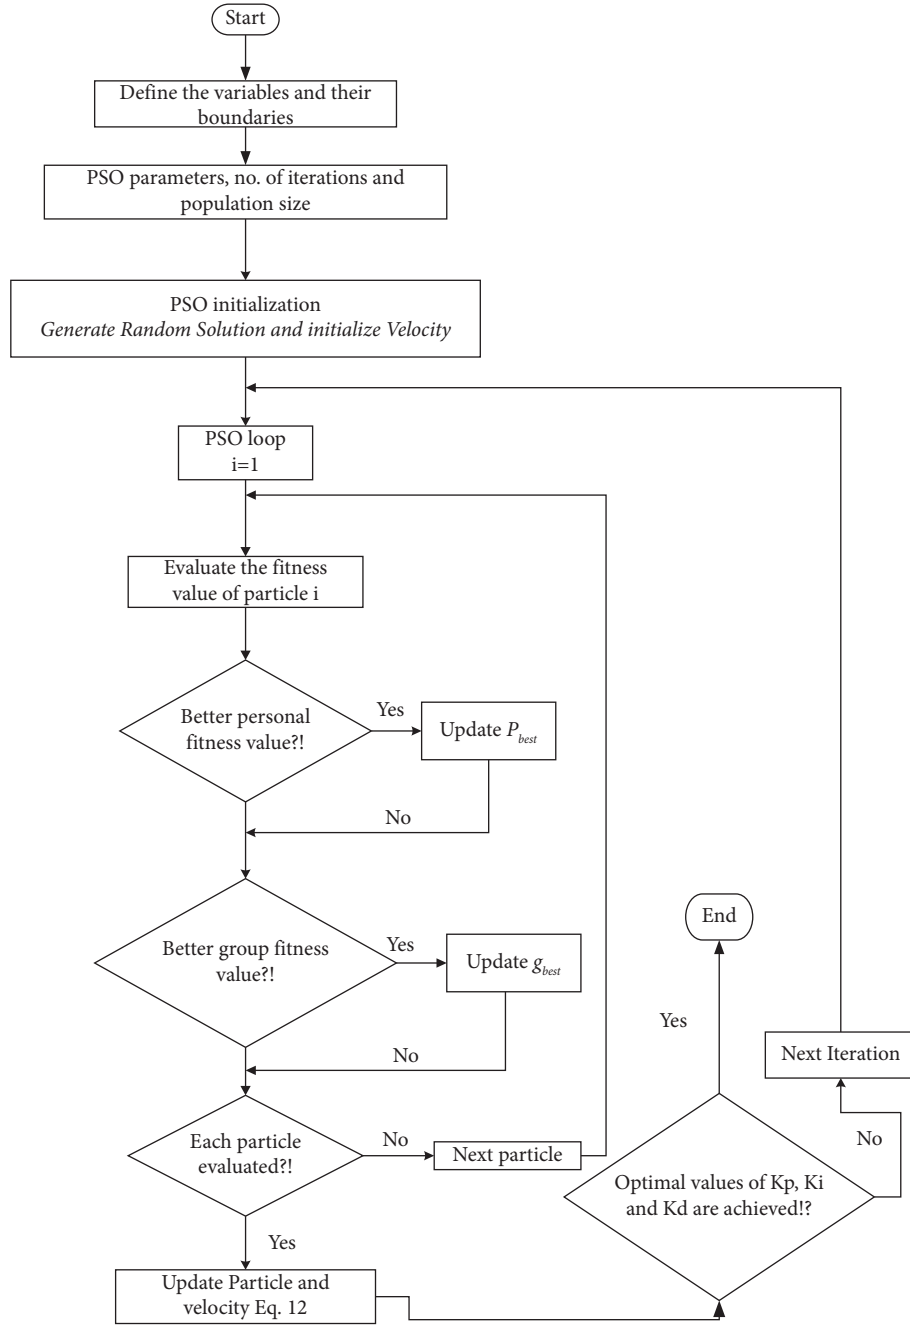 Start
Define the variables and their
boundaries
PSO parameters, no. of iterations and
population size
PSO initialization
Generate Random Solution and initialize Velocity
PSO loop
i=1
Evaluate the fitness
value of particle i
Better personal
fitness value?!
Yes
Update P_best
No
Better group fitness
value?!
Yes
Update g_best
No
Each particle
evaluated?!
No
Next particle
Yes
Update Particle and
velocity Eq. 12
Optimal values of Kp, Ki
and Kd are achieved!?
Yes
End
No
Next Iteration